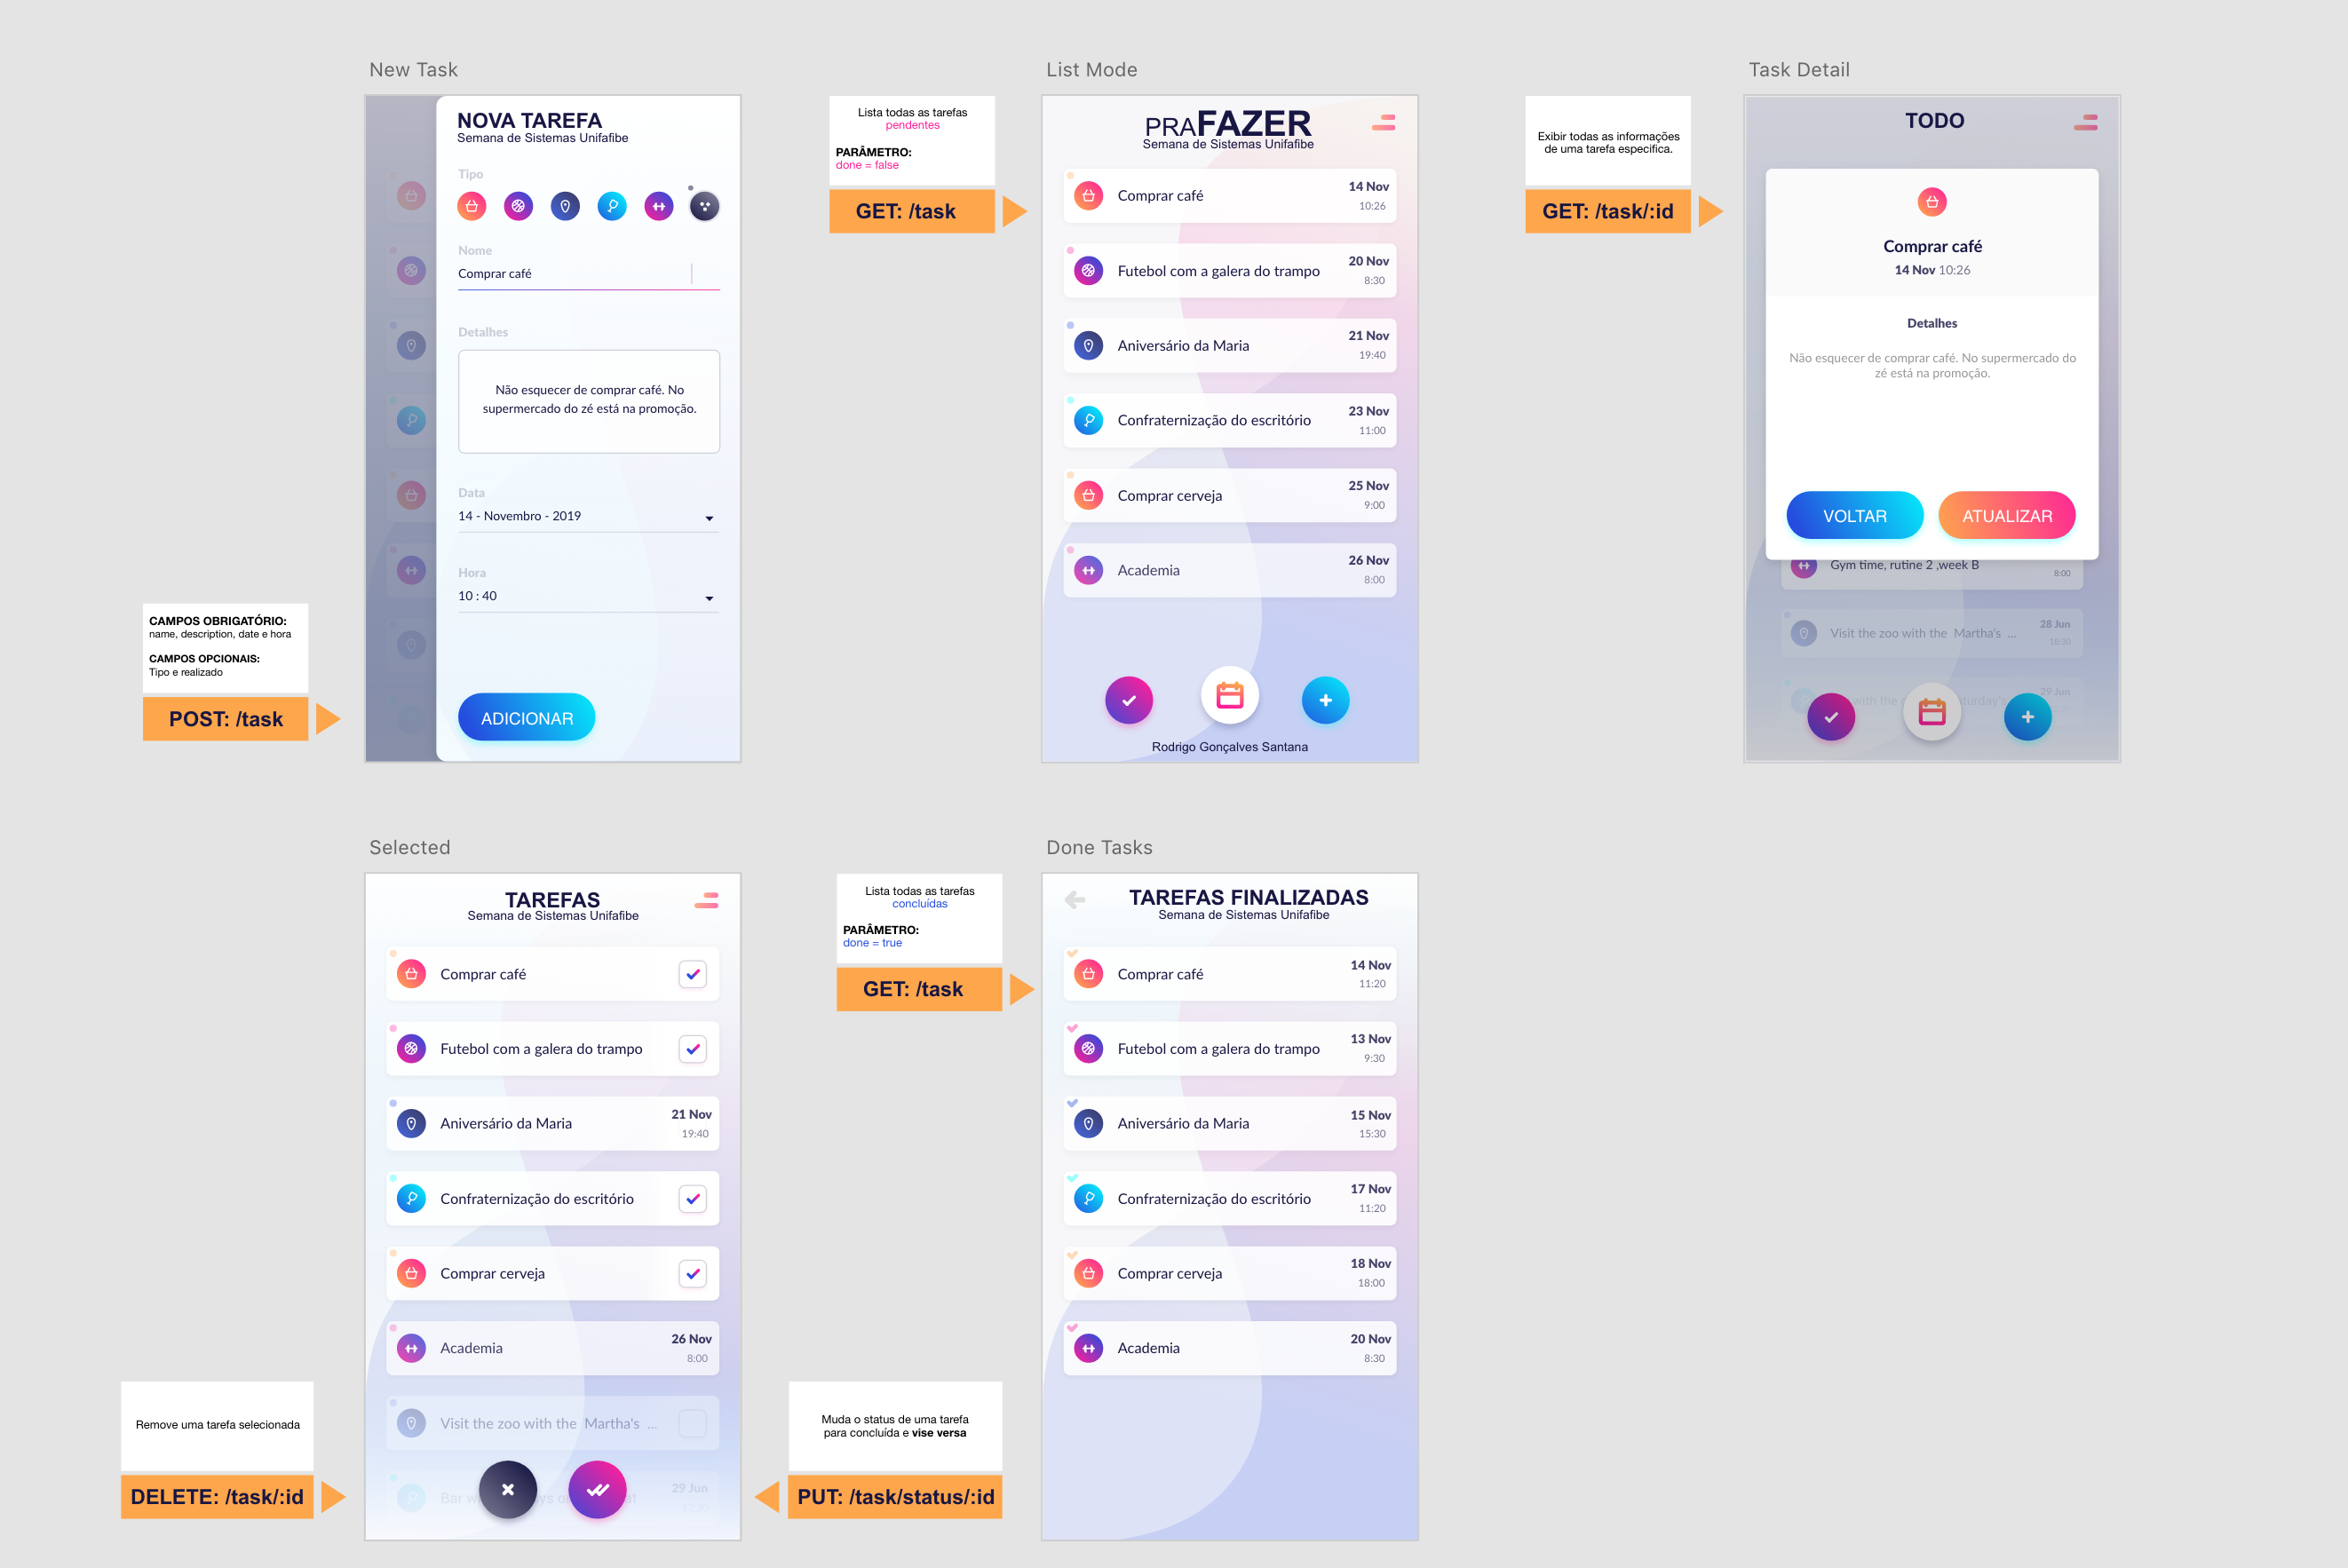 New Task
NOVA TAREFA
Semana de Sistemas Unifafibe
Tipo
Nome
Comprar café
Detalhes
Não esquecer de comprar café. No
supermercado do zé está na promoção.
Data
14 - Novembro - 2019
Hora
10 : 40
ADICIONAR
CAMPOS OBRIGATÓRIO:
name, description, date e hora
CAMPOS OPCIONAIS:
Tipo e realizado
POST: /task
Lista todas as tarefas
pendentes
PARÂMETRO:
done = false
GET: /task
List Mode
PRAFAZER
Semana de Sistemas Unifafibe
Comprar café
14 Nov
10:26
Futebol com a galera do trampo
20 Nov
8:30
Aniversário da Maria
21 Nov
19:40
Confraternização do escritório
23 Nov
11:00
Comprar cerveja
25 Nov
9:00
Academia
26 Nov
8:00
Rodrigo Gonçalves Santana
Exibir todas as informações
de uma tarefa especifica.
GET: /task/:id
Task Detail
TODO
Comprar café
14 Nov 10:26
Detalhes
Não esquecer de comprar café. No supermercado do
zé está na promoção.
VOLTAR
ATUALIZAR
Gym time, rutine 2 ,week B
8:00
Visit the zoo with the Martha's ...
28 Jun
18:30
with the
29 Jun
Selected
TAREFAS
Semana de Sistemas Unifafibe
Comprar café
Futebol com a galera do trampo
Aniversário da Maria
21 Nov
19:40
Confraternização do escritório
Comprar cerveja
Academia
26 Nov
8:00
Visit the zoo with the Martha's ...
29 Jun
Remove uma tarefa selecionada
DELETE: /task/:id
Muda o status de uma tarefa
para concluída e vise versa
PUT: /task/status/:id
Lista todas as tarefas
concluídas
PARÂMETRO:
done = true
GET: /task
Done Tasks
TAREFAS FINALIZADAS
Semana de Sistemas Unifafibe
Comprar café
14 Nov
11:20
Futebol com a galera do trampo
13 Nov
9:30
Aniversário da Maria
15 Nov
15:30
Confraternização do escritório
17 Nov
11:20
Comprar cerveja
18 Nov
18:00
Academia
20 Nov
8:30